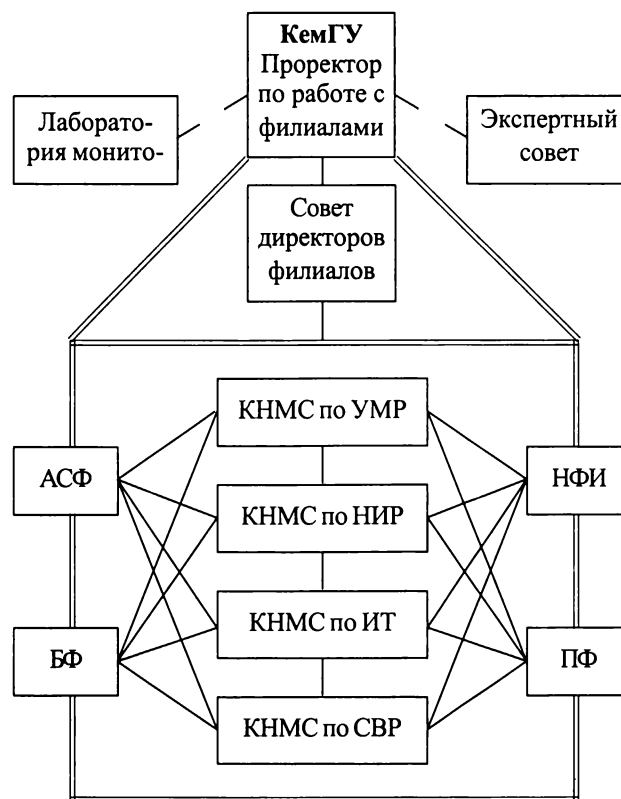 КемГУ
Проректор
по работе с
филиалами
Лаборато-
рия монито-
Экспертный
совет
Совет
директоров
филиалов
КНМС по УМР
АСФ
НФИ
КНМС по НИР
КНМС по ИТ
БФ
ПФ
КНМС по СВР